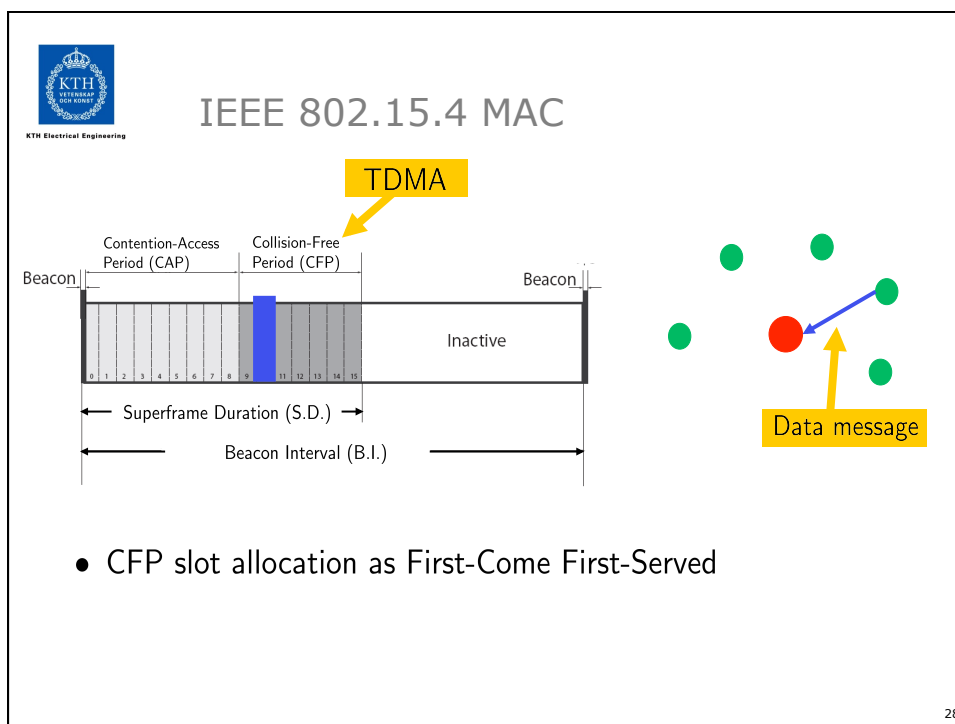 KTH
VETENSKAP
OCH KONST
KTH Electrical Engineering
IEEE 802.15.4 MAC
TDMA
Contention-Access
Period (CAP)
Collision-Free
Period (CFP)
Beacon
Beacon
Inactive
0 1 2 3 4 5 6 7 8 9 11 12 13 14 15
Superframe Duration (S.D.)
Beacon Interval (B.I.)
Data message
• CFP slot allocation as First-Come First-Served
28